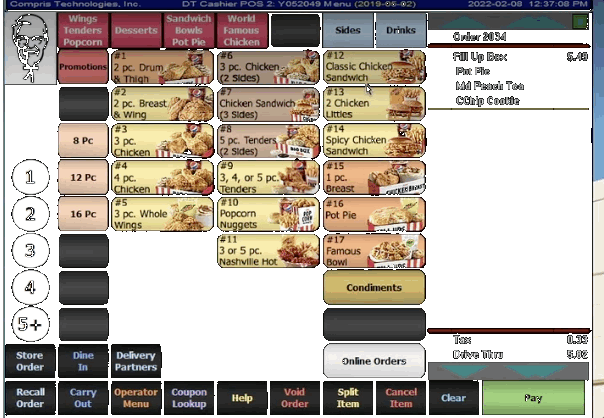 Compris Technologies, Inc. DT Cashier POS 2: Y052049 Menu (2019-06-02) 2022-02-08 12:37:08 PM
Wings
Tenders
Popcorn
Desserts
Sandwich
Bowls
Pot Pie
World
Famous
Chicken
Sides
Drinks
Order 2034
Promotions
#1
2 pc. Drum
& Thigh
#6
3 pc. Chicken
(2 Sides)
#12
Classic Chicken
Sandwich
Fill Up Box 5.49
Pot Pie
Md Peach Tea
CChip Cookie
#2
2 pc. Breast
& Wing
#7
Chicken Sandwich
(3 Sides)
#13
2 Chicken
Littles
8 Pc
#3
3 pc.
Chicken
#8
5 pc. Tenders
(2 Sides)
#14
Spicy Chicken
Sandwich
1
12 Pc
#4
4 pc.
Chicken
#9
3, 4, or 5 pc.
Tenders
#15
1 pc.
Breast
2
16 Pc
#5
3 pc. Whole
Wings
#10
Popcorn
Nuggets
#16
Pot Pie
3
#11
3 or 5 pc.
Nashville Hot
#17
Famous
Bowl
4
Condiments
5+
Tax 0.33
Drive Thru 5.82
Store
Order
Dine
In
Delivery
Partners
Online Orders
Recall
Order
Carry
Out
Operator
Menu
Coupon
Lookup
Help
Void
Order
Split
Item
Cancel
Item
Clear
Pay